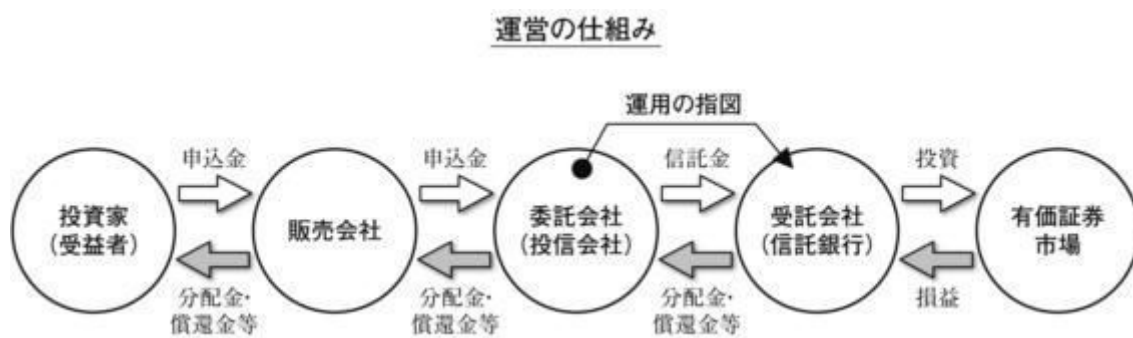 運営の仕組み
運用の指図
申込金
申込金
信託金
投資
投資家
（受益者）
販売会社
委託会社
（投信会社）
受託会社
（信託銀行）
有価証券
市場
分配金・
償還金等
分配金・
償還金等
分配金・
償還金等
損益